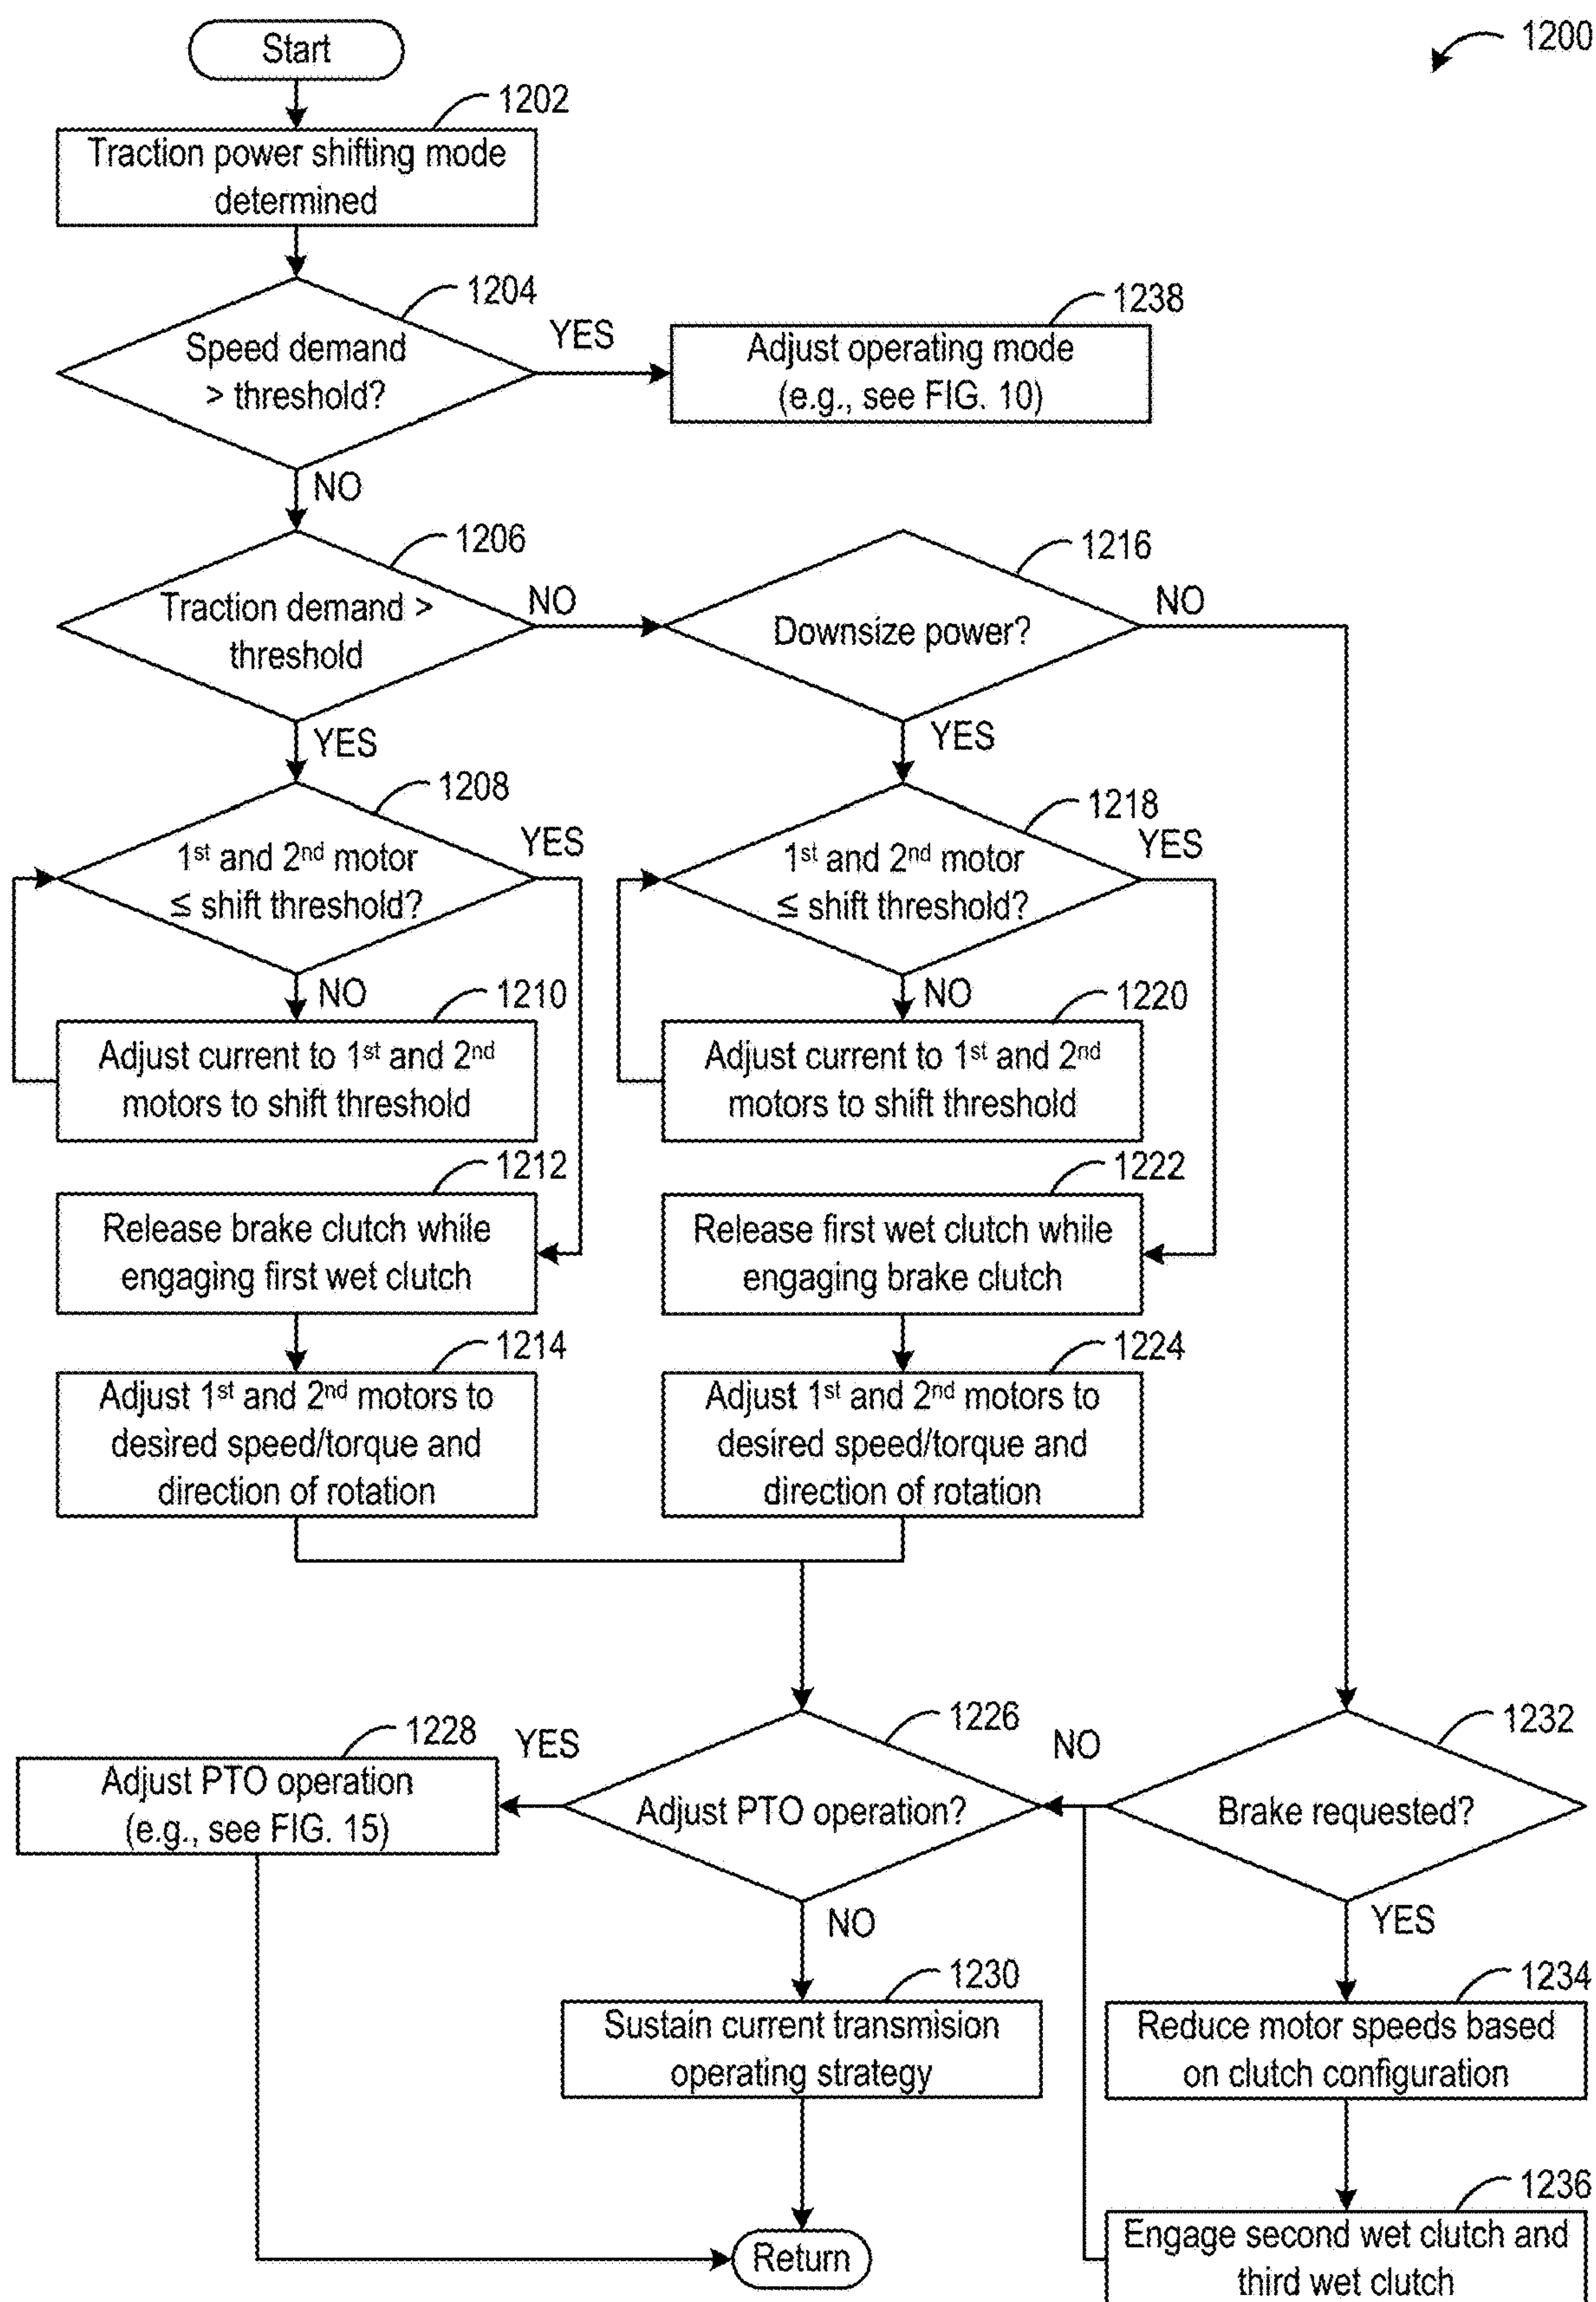 Start
1200
1202
Traction power shifting mode
determined
1204
Speed demand
> threshold?
YES
1238
Adjust operating mode
(e.g., see FIG. 10)
NO
1206
Traction demand >
threshold
NO
1216
Downsize power?
NO
YES
YES
1208
1st and 2nd motor
≤ shift threshold?
YES
1218
1st and 2nd motor
≤ shift threshold?
YES
NO
1210
Adjust current to 1st and 2nd
motors to shift threshold
NO
1220
Adjust current to 1st and 2nd
motors to shift threshold
1212
Release brake clutch while
engaging first wet clutch
1222
Release first wet clutch while
engaging brake clutch
1214
Adjust 1st and 2nd motors to
desired speed/torque and
direction of rotation
1224
Adjust 1st and 2nd motors to
desired speed/torque and
direction of rotation
1228
Adjust PTO operation
(e.g., see FIG. 15)
YES
1226
Adjust PTO operation?
NO
1232
Brake requested?
NO
YES
1230
Sustain current transmision
operating strategy
1234
Reduce motor speeds based
on clutch configuration
1236
Engage second wet clutch and
third wet clutch
Return